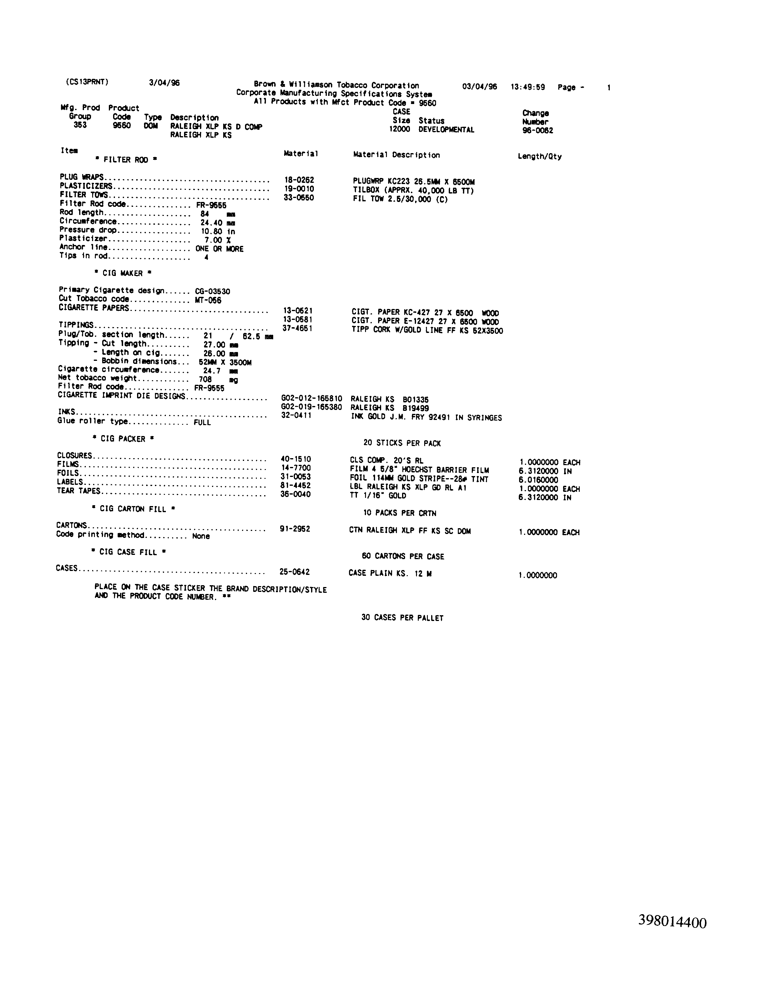 (CS13PRNT) 3/04/96 Brown & Williamson Tobacco Corporation 03/04/96 13:49:59 Page - 1
Corporate Manufacturing Specifications System
All Products with Mfct Product Code = 9560
Mfg. Prod Product CASE Change
Group Code Type Description Size Status Number
353 9550 DOM RALEIGH XLP KS D COMP 12000 DEVELOPMENTAL 96-0052
RALEIGH XLP KS
Item Material Material Description Length/Qty
* FILTER ROD *
PLUG WRAPS..................................... 18-0262 PLUGWRP KC223 26.5MM X 6500M
PLASTICIZERS................................... 19-0010 TILBOX (APPRX. 40,000 LB TT)
FILTER TOWS.................................... 33-0550 FIL TOW 2.5/30,000 (C)
Filter Rod code............... FR-9555
Rod length.................... 84 mm
Circumference................. 24.40 mm
Pressure drop................. 10.80 in
Plasticizer................... 7.00 X
Anchor line................... ONE OR MORE
Tips in rod................... 4
* CIG MAKER *
Primary Cigarette design...... CG-03530
Cut Tobacco code.............. MT-056
CIGARETTE PAPERS............................... 13-0521 CIGT. PAPER KC-427 27 X 6500 WOOD
13-0581 CIGT. PAPER E-12427 27 X 6500 WOOD
TIPPINGS....................................... 37-4551 TIPP CORK W/GOLD LINE FF KS 52X3500
Plug/Tob. section length...... 21 / 62.5 mm
Tipping - Cut length.......... 27.00 mm
- Length on cig....... 26.00 mm
- Bobbin dimensions... 52MM X 3500M
Cigarette circumference....... 24.7 mm
Net tobacco weight............ 708 mg
Filter Rod code............... FR-9555
CIGARETTE IMPRINT DIE DESIGNS.................. G02-012-165810 RALEIGH KS B01335
G02-019-165380 RALEIGH KS B19499
INKS........................................... 32-0411 INK GOLD J.M. FRY 92491 IN SYRINGES
Glue roller type.............. FULL
* CIG PACKER * 20 STICKS PER PACK
CLOSURES....................................... 40-1510 CLS COMP. 20'S RL 1.0000000 EACH
FILMS.......................................... 14-7700 FILM 4 5/8" HOECHST BARRIER FILM 6.3120000 IN
FOILS.......................................... 31-0053 FOIL 114MM GOLD STRIPE--28# TINT 6.0160000
LABELS......................................... 81-4452 LBL RALEIGH KS XLP GD RL A1 1.0000000 EACH
TEAR TAPES..................................... 36-0040 TT 1/16" GOLD 6.3120000 IN
* CIG CARTON FILL * 10 PACKS PER CRTN
CARTONS........................................ 91-2952 CTN RALEIGH XLP FF KS SC DOM 1.0000000 EACH
Code printing method.......... None
* CIG CASE FILL * 60 CARTONS PER CASE
CASES.......................................... 25-0642 CASE PLAIN KS. 12 M 1.0000000
PLACE ON THE CASE STICKER THE BRAND DESCRIPTION/STYLE
AND THE PRODUCT CODE NUMBER. **
30 CASES PER PALLET
398014400